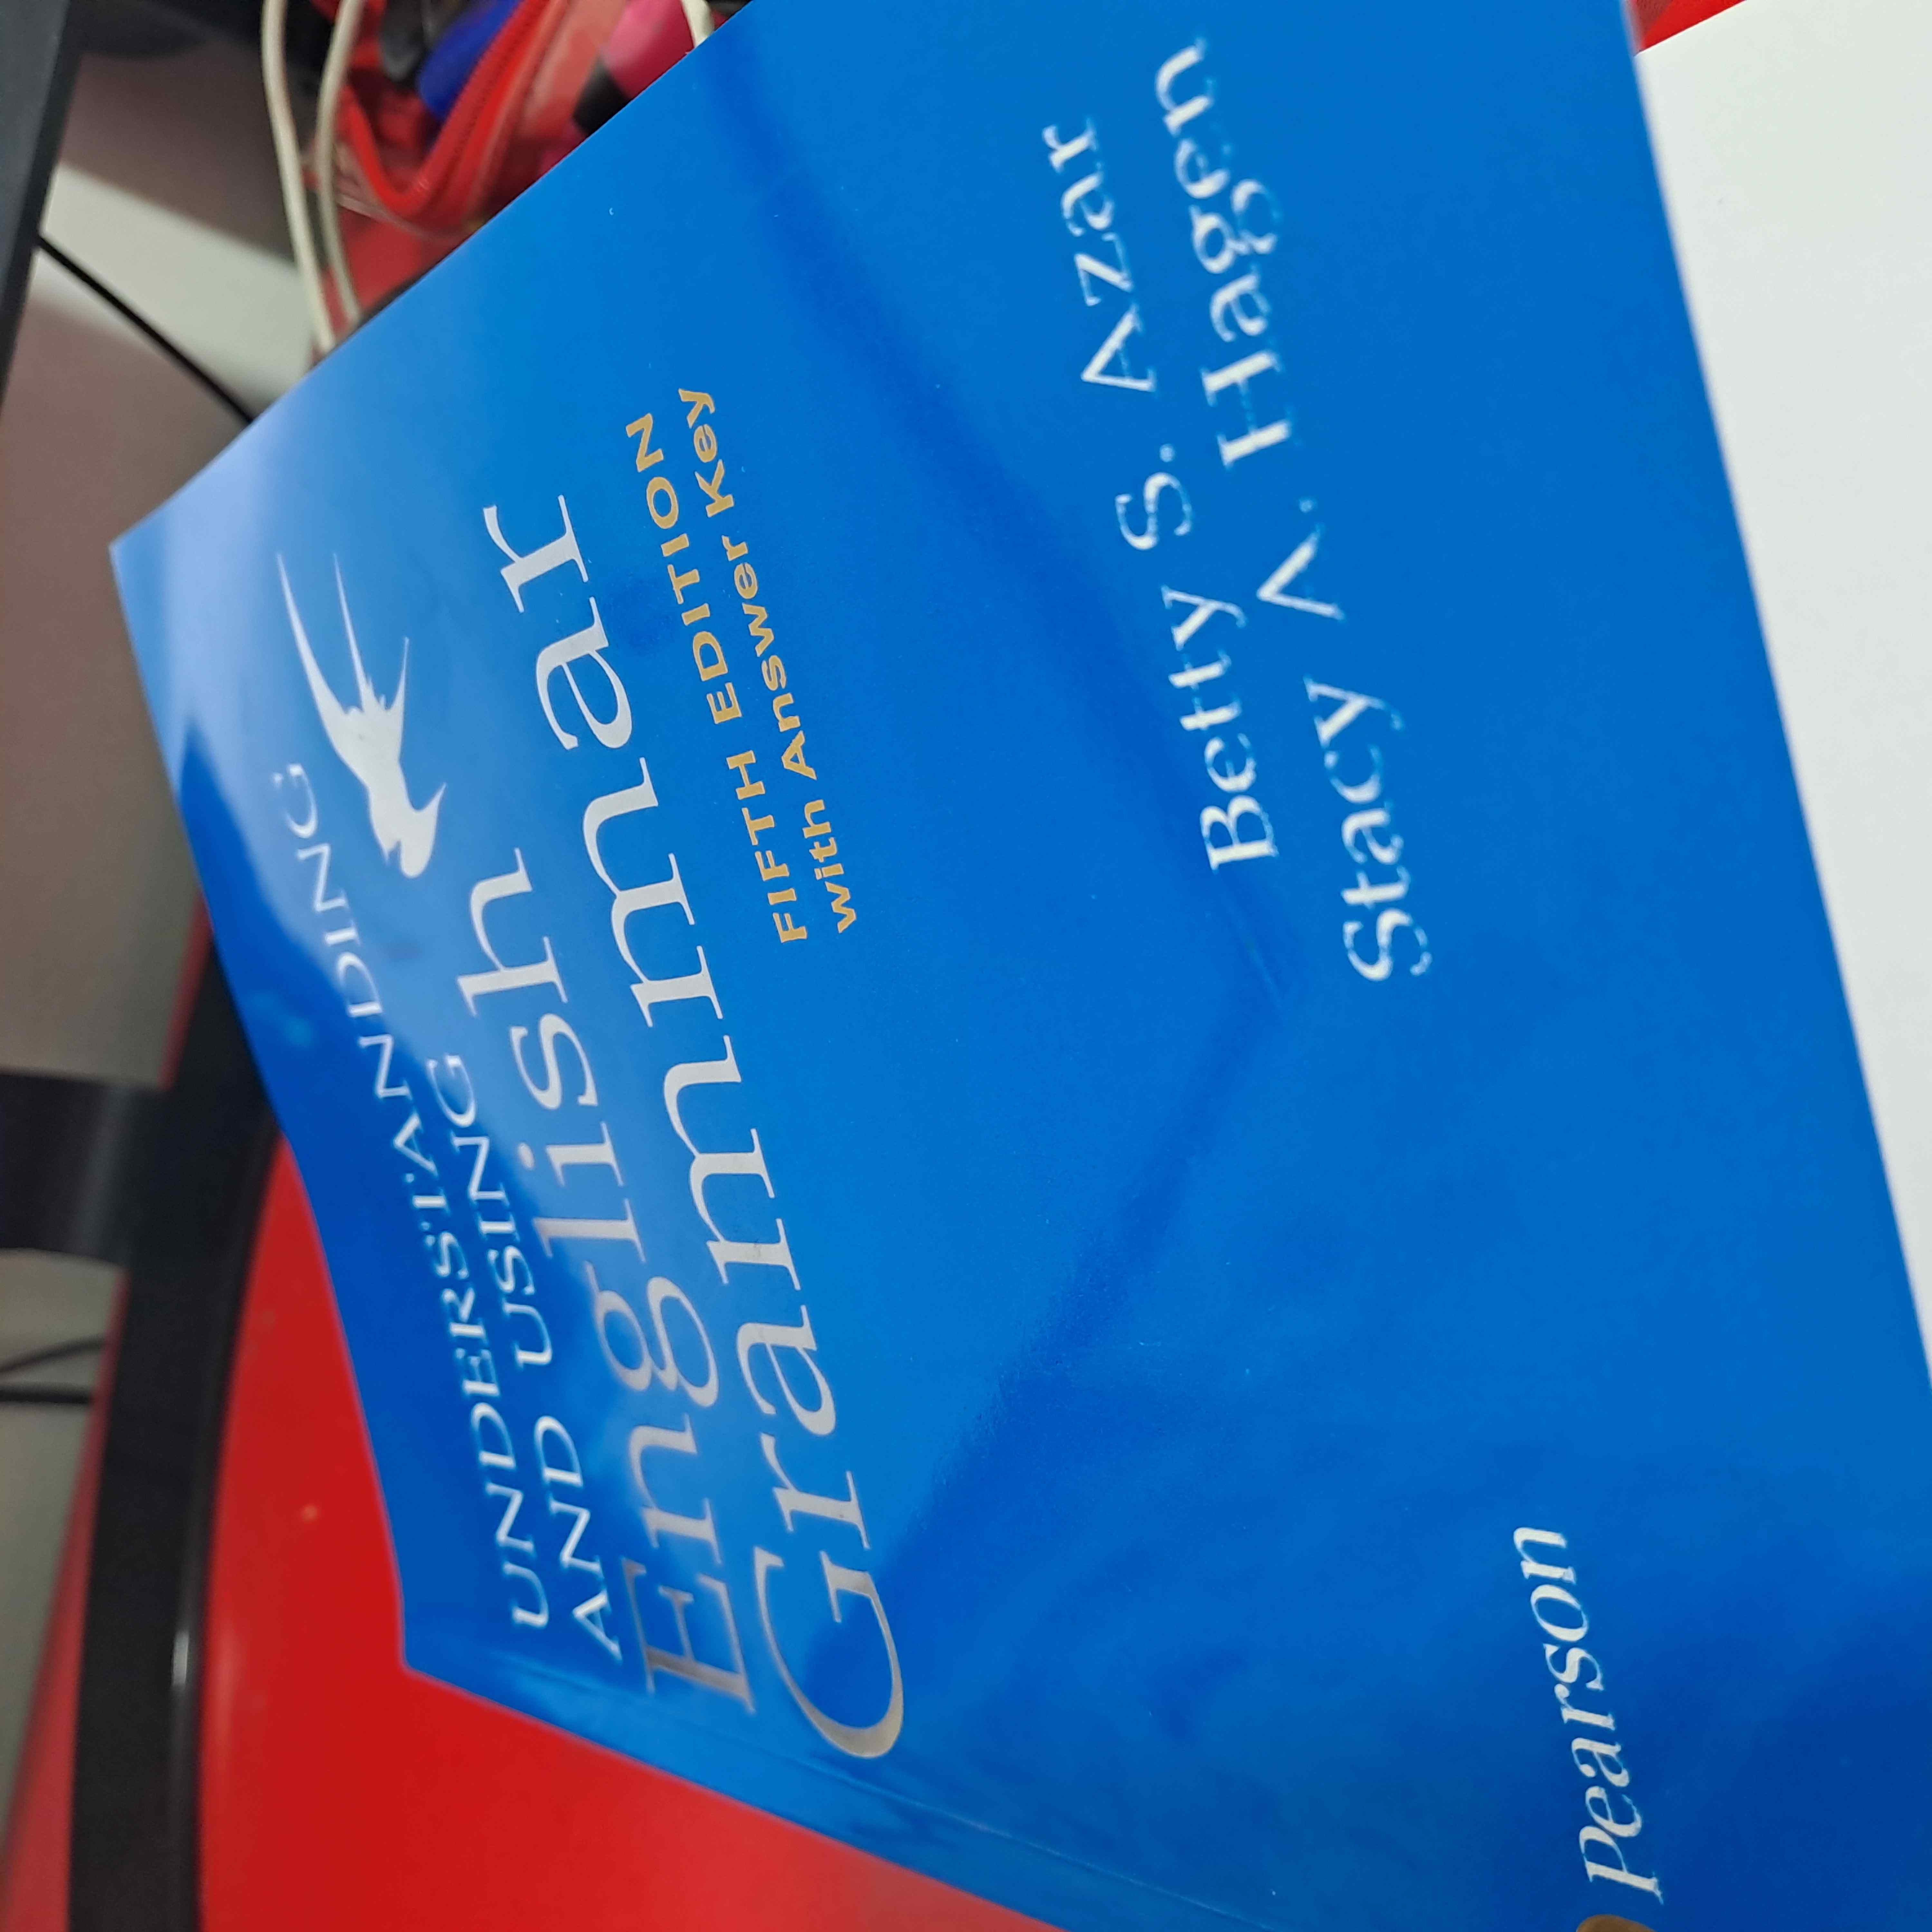 UNDERSTANDING
AND USING
English
Grammar
FIFTH EDITION
with Answer Key
Betty S. Azar
Stacy A. Hagen
Pearson